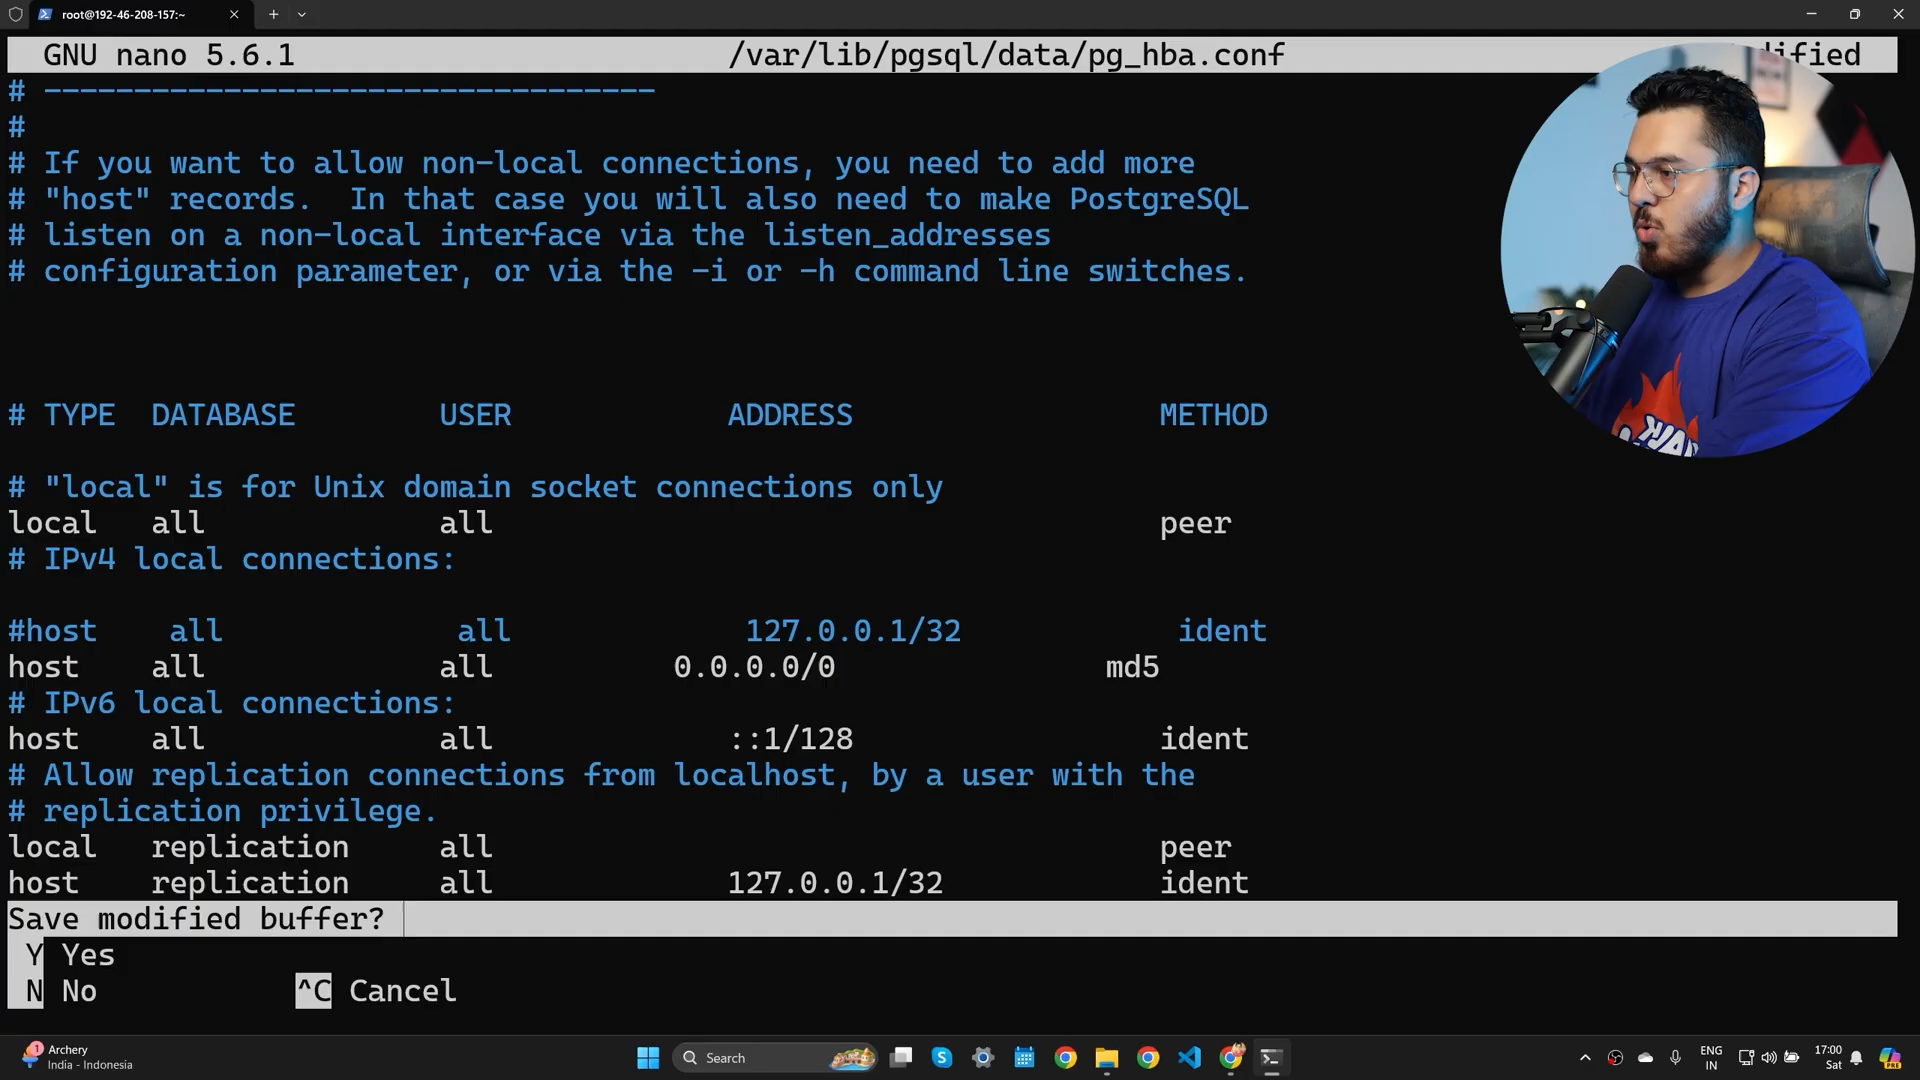 root@192-46-208-157:~
GNU nano 5.6.1 /var/lib/pgsql/data/pg_hba.conf ified
# ----------------------------------
#
# If you want to allow non-local connections, you need to add more
# "host" records.  In that case you will also need to make PostgreSQL
# listen on a non-local interface via the listen_addresses
# configuration parameter, or via the -i or -h command line switches.
# TYPE  DATABASE        USER            ADDRESS                 METHOD
# "local" is for Unix domain socket connections only
local   all             all                                     peer
# IPv4 local connections:
#host    all             all             127.0.0.1/32            ident
host    all             all          0.0.0.0/0               md5
# IPv6 local connections:
host    all             all             ::1/128                 ident
# Allow replication connections from localhost, by a user with the
# replication privilege.
local   replication     all                                     peer
host    replication     all             127.0.0.1/32            ident
Save modified buffer?
Y Yes
N No ^C Cancel
1
Archery
India - Indonesia
Search
ENG
IN
17:00
Sat
PRE